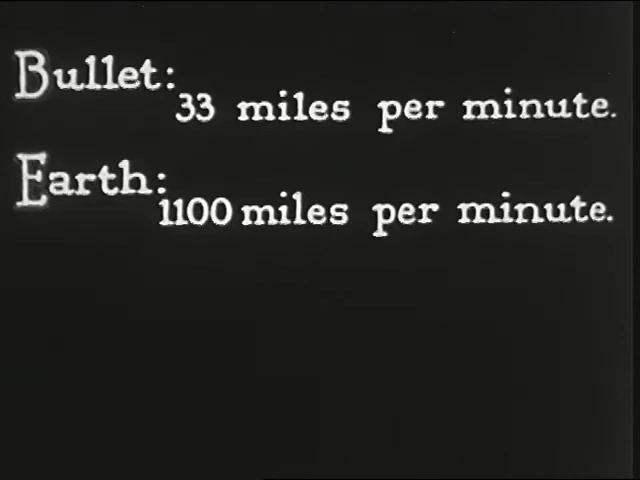 Bullet:
33 miles per minute.
Earth:
1100 miles per minute.